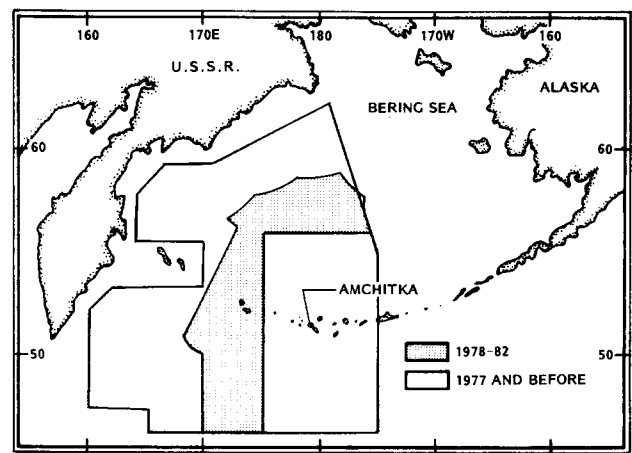 160 170E 180 170W 160
U.S.S.R.
ALASKA
BERING SEA
60 60
AMCHITKA
1978-82
50 50
1977 AND BEFORE